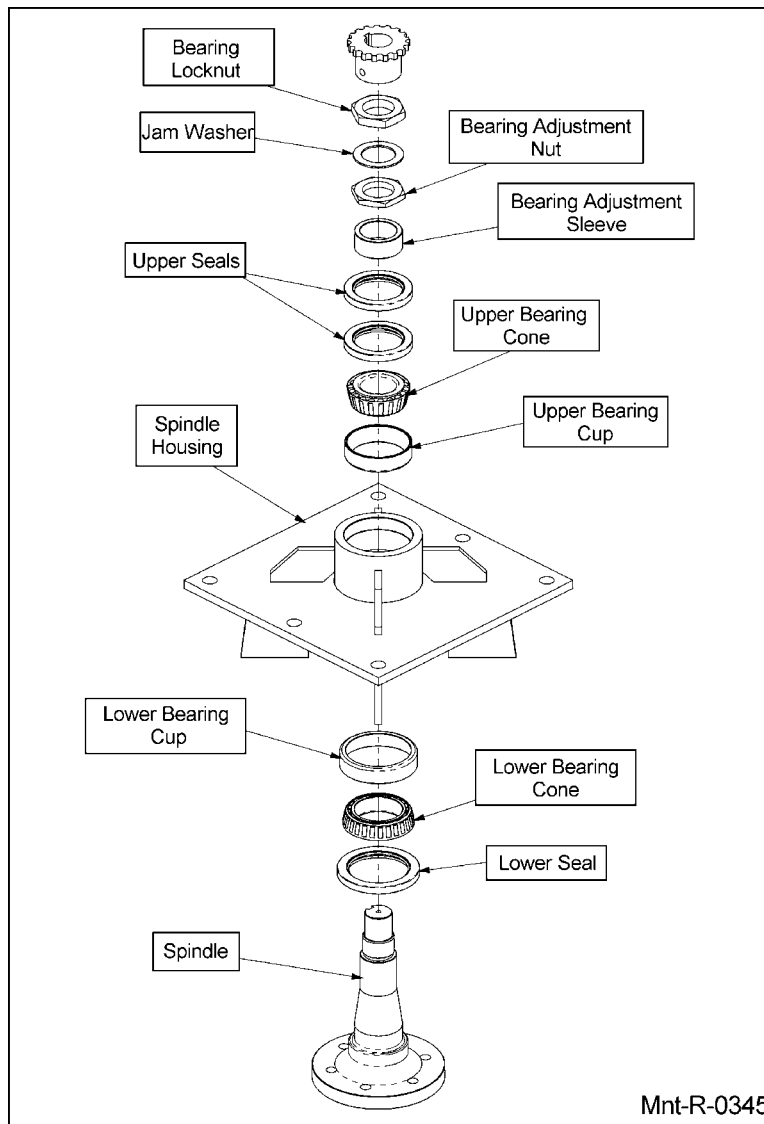 Bearing
Locknut
Jam Washer
Bearing Adjustment
Nut
Bearing Adjustment
Sleeve
Upper Seals
Upper Bearing
Cone
Upper Bearing
Cup
Spindle
Housing
Lower Bearing
Cup
Lower Bearing
Cone
Lower Seal
Spindle
Mnt-R-0345